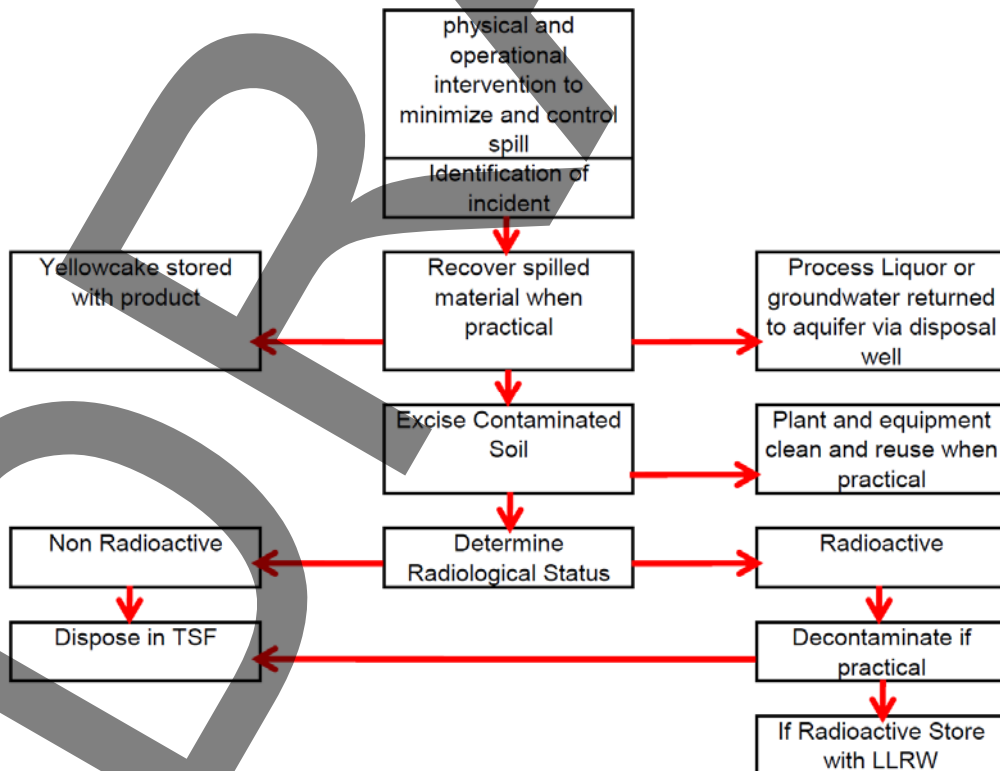 physical and
operational
intervention to
minimize and control
spill
Identification of
incident
Yellowcake stored
with product
Recover spilled
material when
practical
Process Liquor or
groundwater returned
to aquifer via disposal
well
Excise Contaminated
Soil
Plant and equipment
clean and reuse when
practical
Non Radioactive
Determine
Radiological Status
Radioactive
Dispose in TSF
Decontaminate if
practical
If Radioactive Store
with LLRW